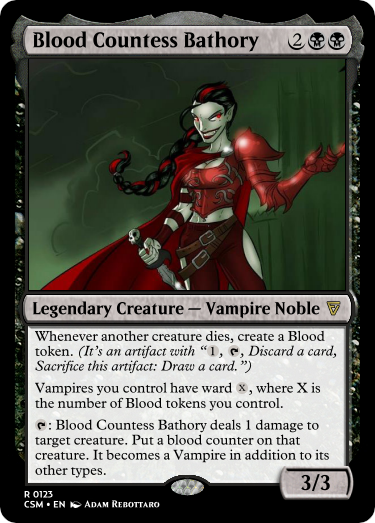 Blood Countess Bathory 2
Legendary Creature — Vampire Noble
Whenever another creature dies, create a Blood
token. (It's an artifact with “1, , Discard a card,
Sacrifice this artifact: Draw a card.”)
Vampires you control have ward X, where X is
the number of Blood tokens you control.
: Blood Countess Bathory deals 1 damage to
target creature. Put a blood counter on that
creature. It becomes a Vampire in addition to its
other types.
3/3
R 0123
CSM • EN Adam Rebottaro